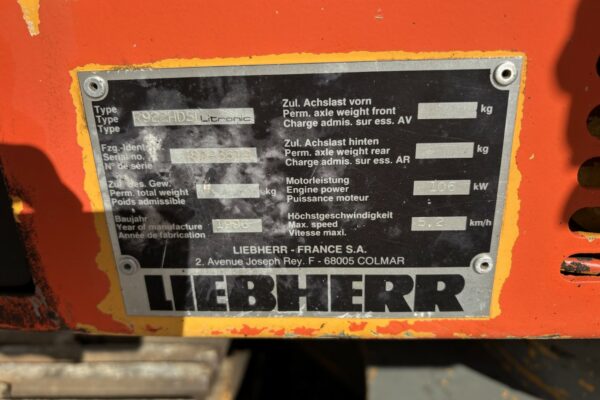 Type
Type
Type
Litronic
Fzg.-Ident
Serial no.
N° de série
Zul. Ges. Gew.
Perm. total weight
Poids admissible
kg
Baujahr
Year of manufacture
Année de fabrication
1996
Zul. Achslast vorn
Perm. axle weight front
Charge admis. sur ess. AV
kg
Zul. Achslast hinten
Perm. axle weight rear
Charge admis. sur ess. AR
kg
Motorleistung
Engine power
Puissance moteur
106 kW
Höchstgeschwindigkeit
Max. speed
Vitesse maxi.
5.2 km/h
LIEBHERR - FRANCE S.A.
2, Avenue Joseph Rey. F - 68005 COLMAR
LIEBHERR